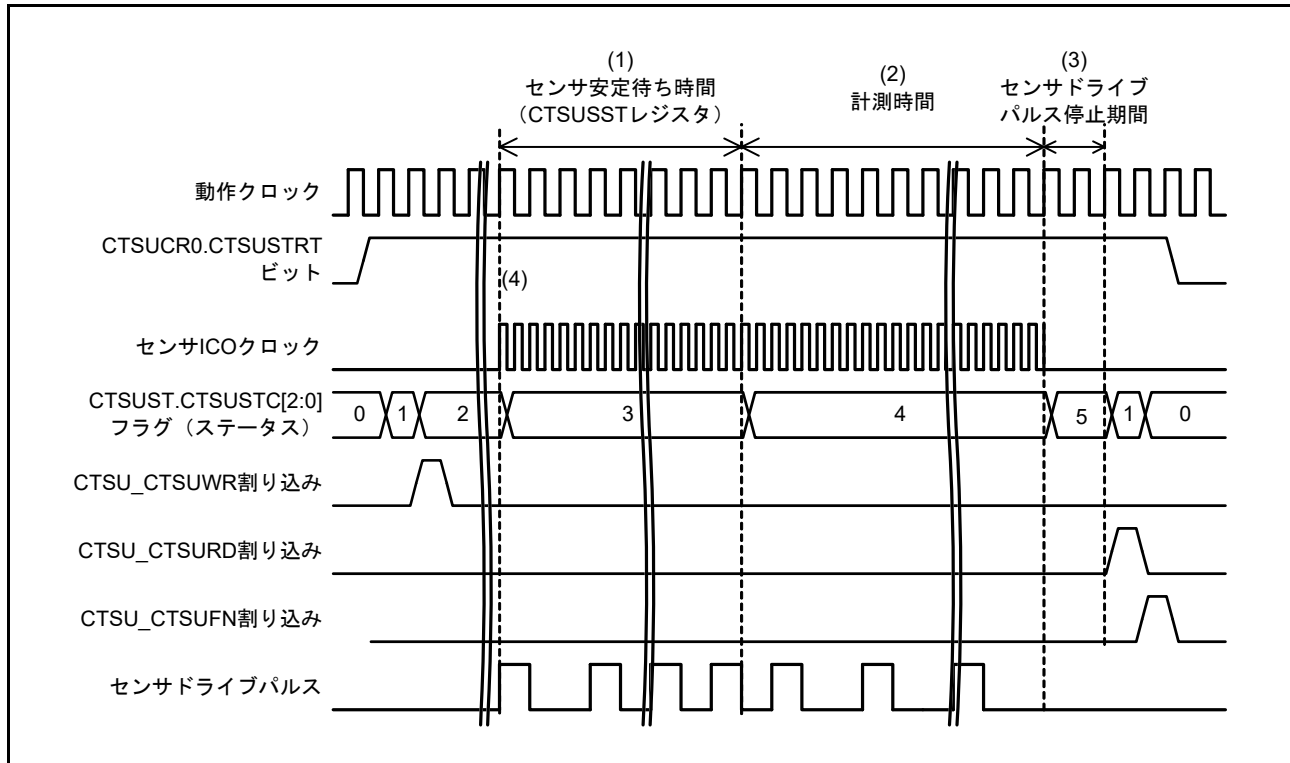 (1)
センサ安定待ち時間
（CTSUSSTレジスタ）
(2)
計測時間
(3)
センサドライブ
パルス停止期間
動作クロック
CTSUCR0.CTSUSTRT
ビット
(4)
センサICOクロック
CTSUST.CTSUSTC[2:0]
フラグ（ステータス）
0 1 2 3 4 5 1 0
CTSU_CTSUWR割り込み
CTSU_CTSURD割り込み
CTSU_CTSUFN割り込み
センサドライブパルス